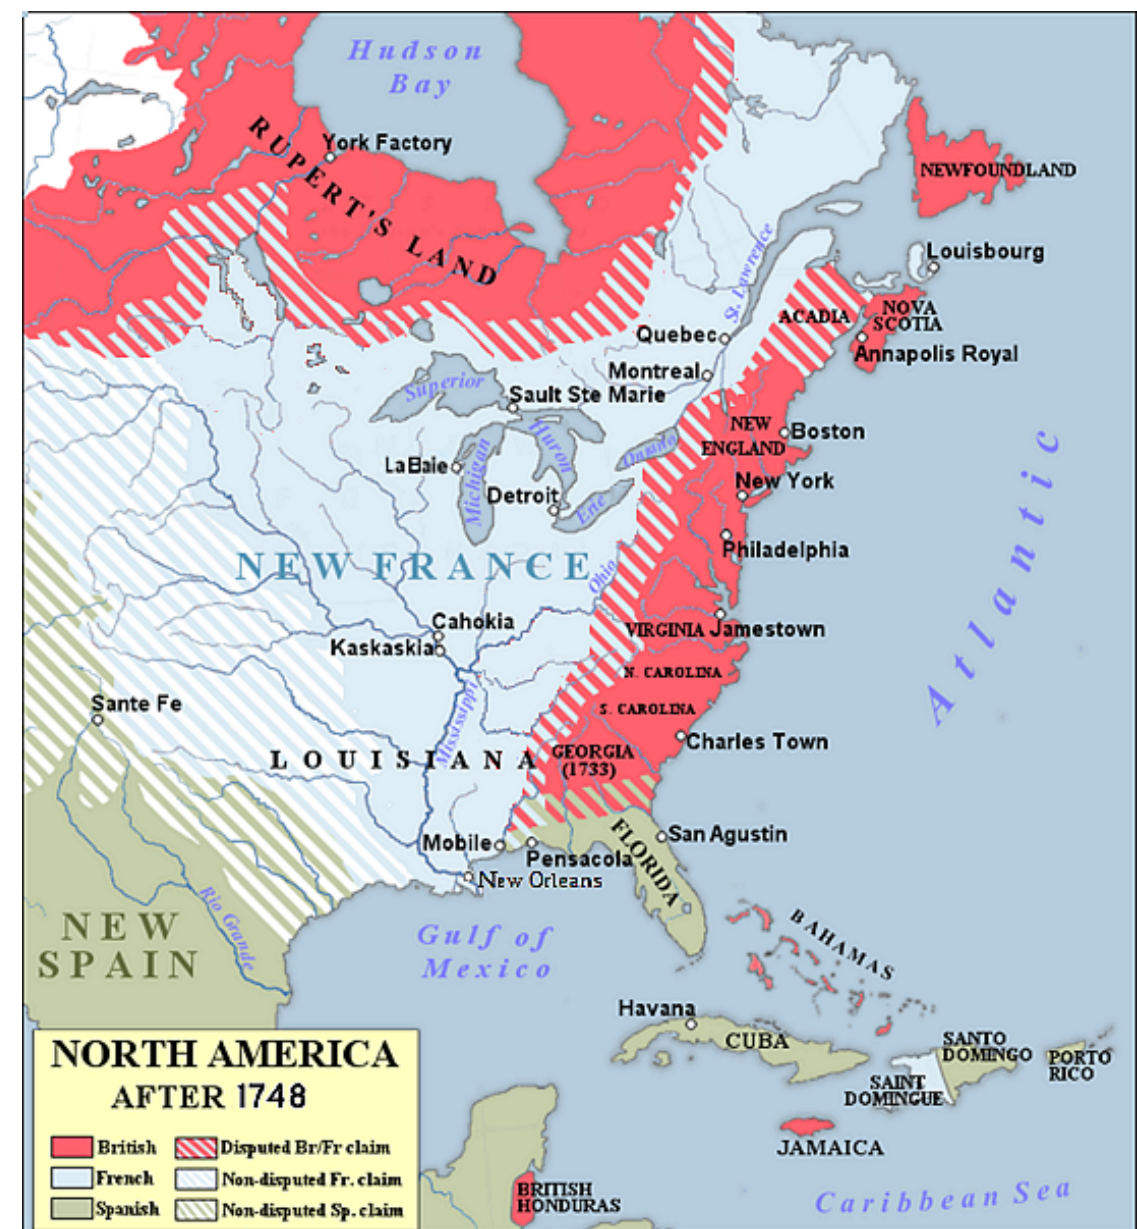 Hudson
Bay
RUPERT'S LAND
York Factory
NEWFOUNDLAND
Louisbourg
St. Lawrence
ACADIA
NOVA
SCOTIA
Quebec
Annapolis Royal
Montreal
Superior
Sault Ste Marie
NEW
ENGLAND
Boston
Huron
Ontario
La Baie
Michigan
Detroit
Erie
New York
Philadelphia
NEW FRANCE
Ohio
Atlantic
Cahokia
Kaskaskia
VIRGINIA
Jamestown
N. CAROLINA
Sante Fe
Mississippi
S. CAROLINA
Charles Town
LOUISIANA
GEORGIA
(1733)
Mobile
Pensacola
San Agustin
FLORIDA
New Orleans
Rio Grande
NEW
SPAIN
Gulf of
Mexico
BAHAMAS
Havana
CUBA
SANTO
DOMINGO
PORTO
RICO
SAINT
DOMINGUE
JAMAICA
BRITISH
HONDURAS
Caribbean Sea
NORTH AMERICA
AFTER 1748
British
Disputed Br/Fr claim
French
Non-disputed Fr. claim
Spanish
Non-disputed Sp. claim